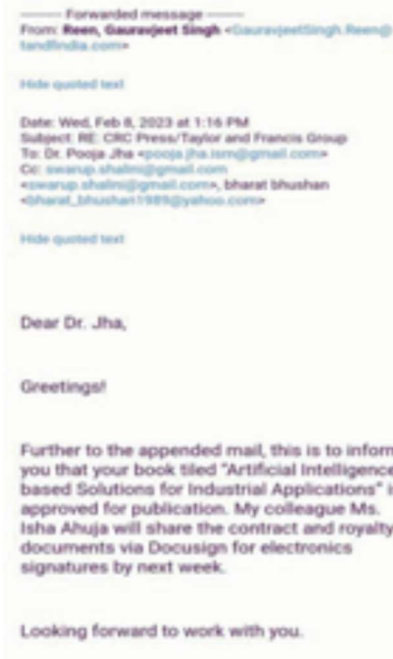 -------- Forwarded message --------
From: Reen, Gauravjeet Singh <GauravjeetSingh.Reen@
tandfindia.com>
Hide quoted text
Date: Wed, Feb 8, 2023 at 1:16 PM
Subject: RE: CRC Press/Taylor and Francis Group
To: Dr. Pooja Jha <pooja.jha.ism@gmail.com>
Cc: swarup.shalini@gmail.com
<swarup.shalini@gmail.com>, bharat bhushan
<bharat_bhushan1989@yahoo.com>
Hide quoted text
Dear Dr. Jha,
Greetings!
Further to the appended mail, this is to inform
you that your book tiled "Artificial Intelligence
based Solutions for Industrial Applications" i
approved for publication. My colleague Ms.
Isha Ahuja will share the contract and royalty
documents via Docusign for electronics
signatures by next week.
Looking forward to work with you.